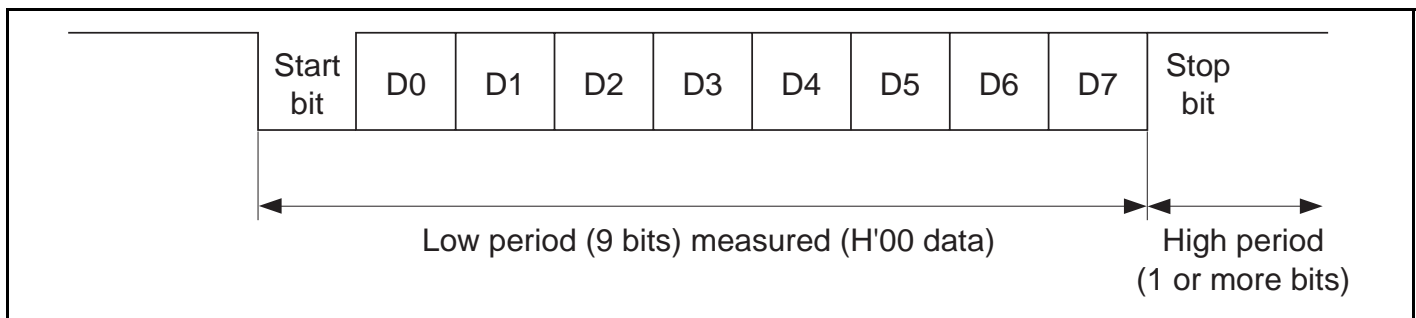 Start bit
D0
D1
D2
D3
D4
D5
D6
D7
Stop bit
Low period (9 bits) measured (H'00 data)
High period
(1 or more bits)